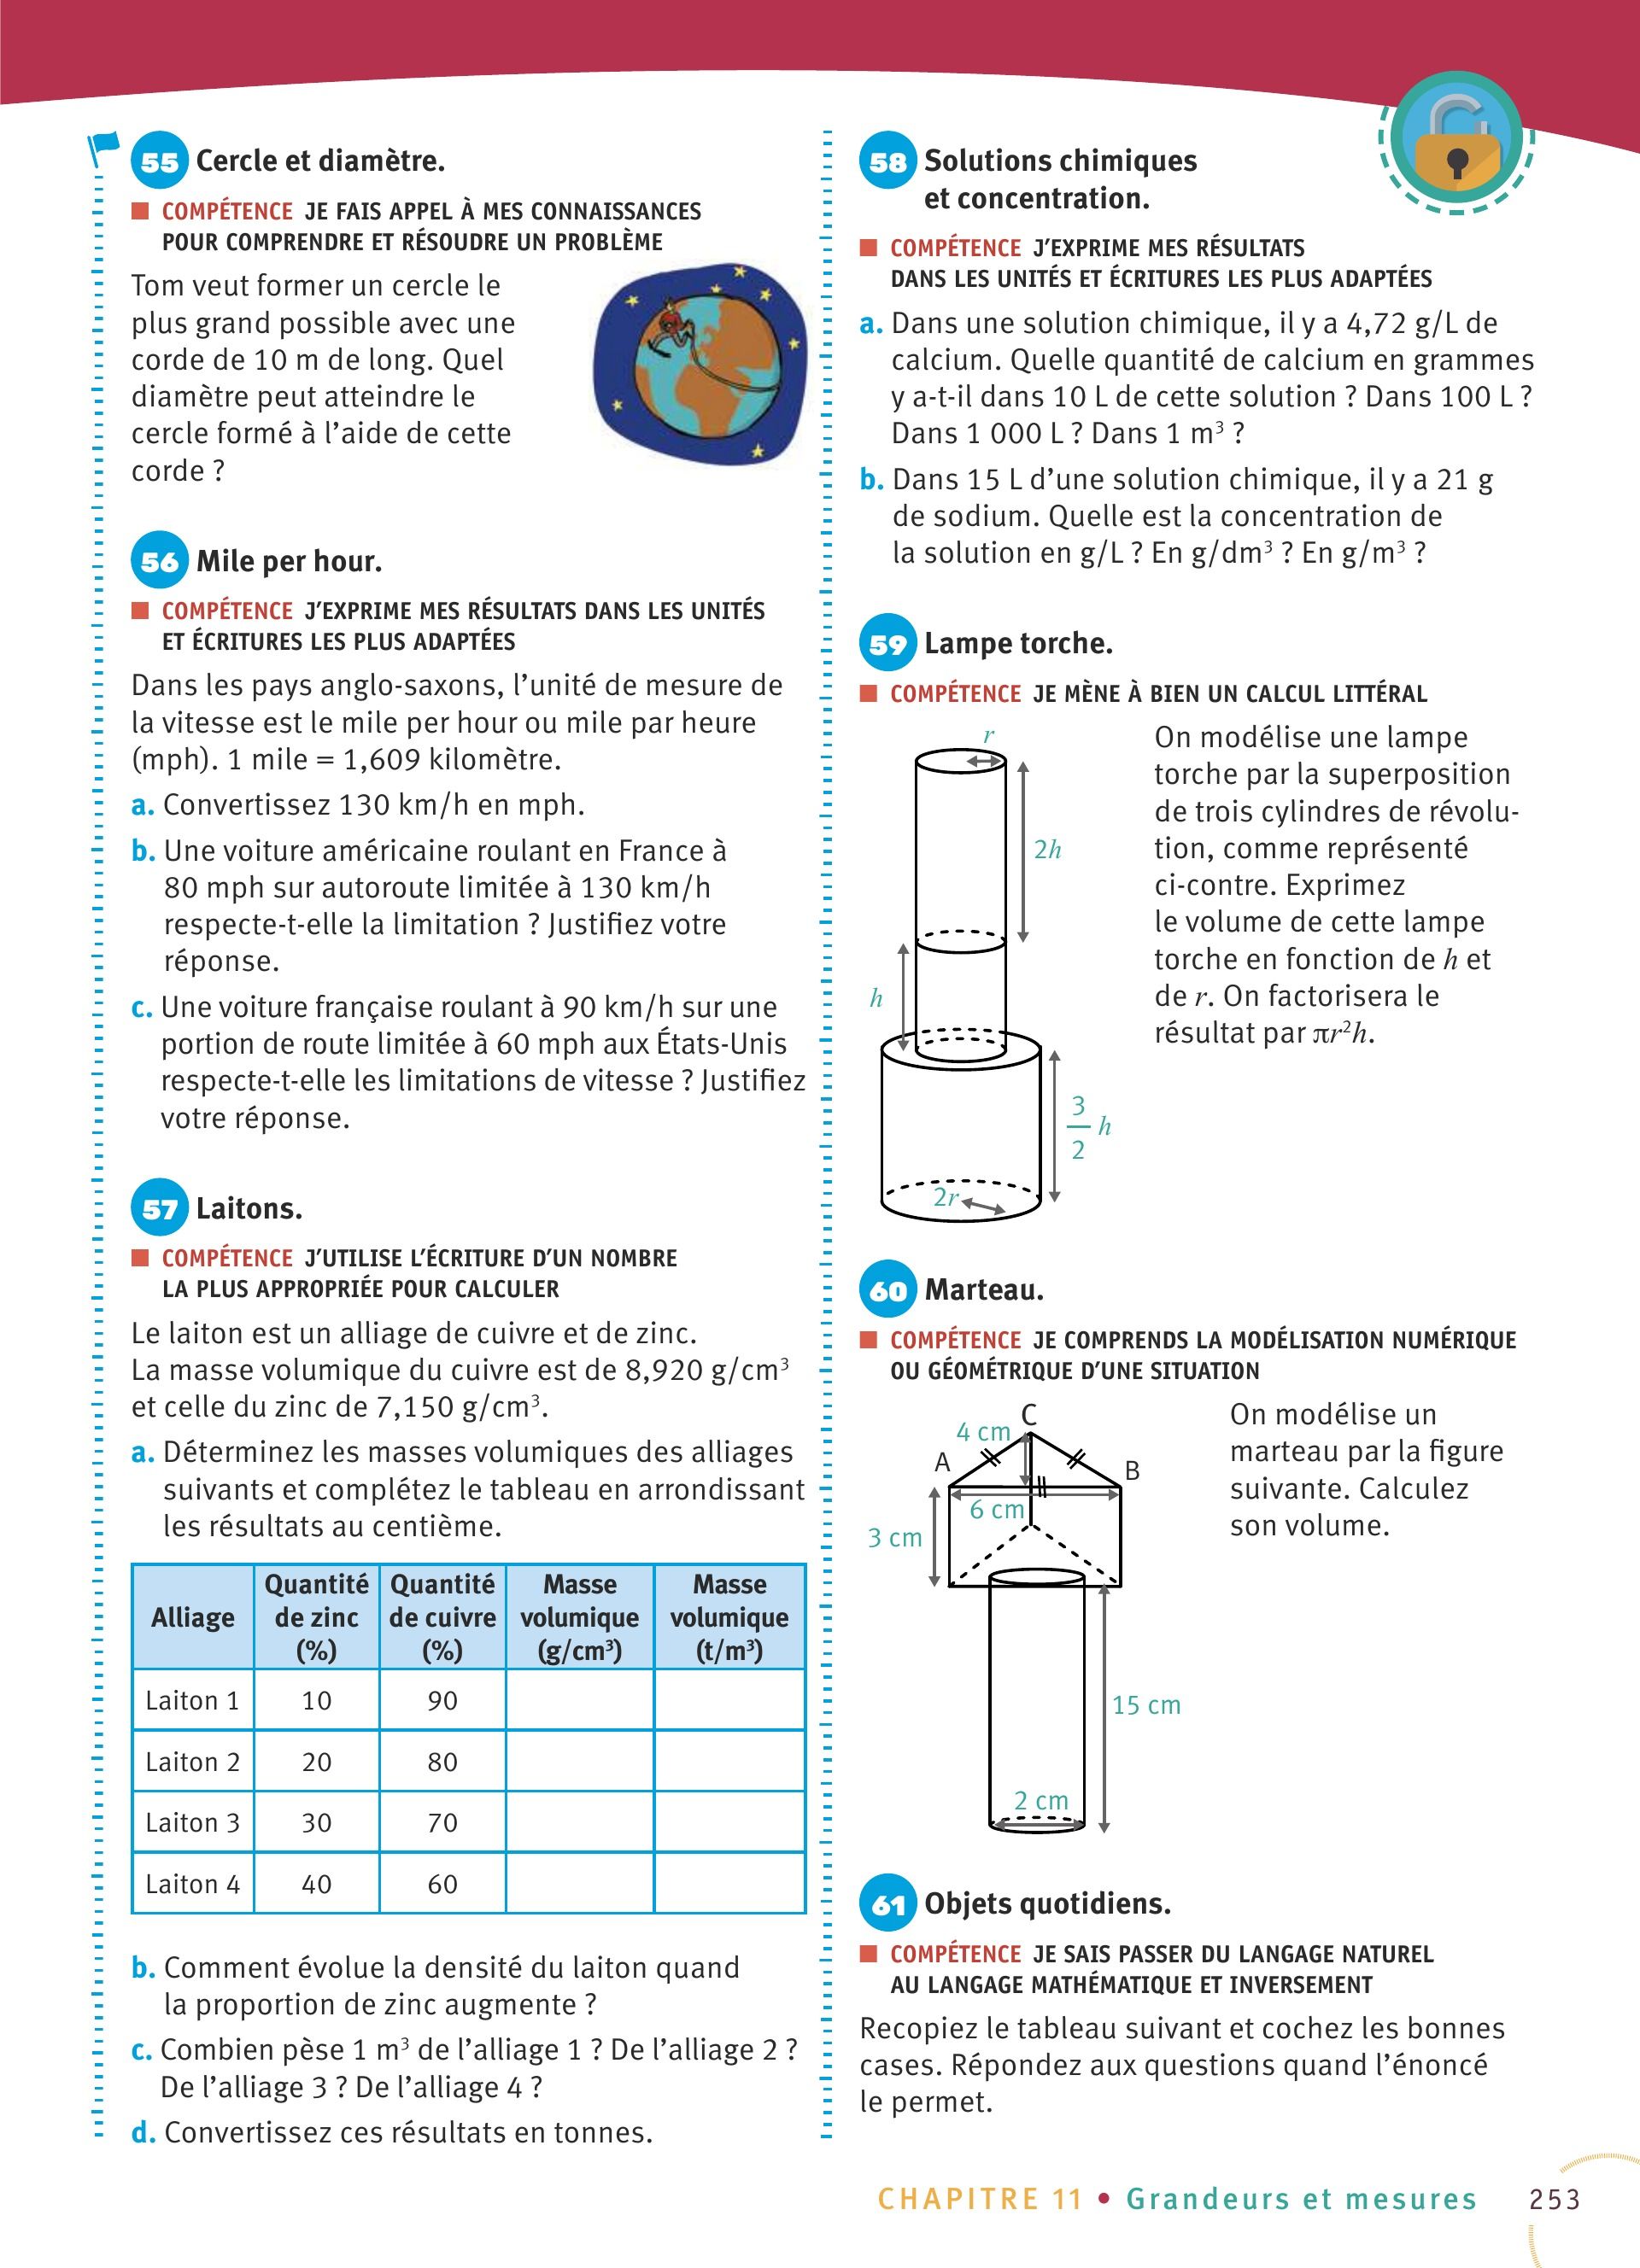 55 Cercle et diamètre.
COMPÉTENCE JE FAIS APPEL À MES CONNAISSANCES
POUR COMPRENDRE ET RÉSOUDRE UN PROBLÈME
Tom veut former un cercle le
plus grand possible avec une
corde de 10 m de long. Quel
diamètre peut atteindre le
cercle formé à l’aide de cette
corde ?
56 Mile per hour.
COMPÉTENCE J’EXPRIME MES RÉSULTATS DANS LES UNITÉS
ET ÉCRITURES LES PLUS ADAPTÉES
Dans les pays anglo-saxons, l’unité de mesure de
la vitesse est le mile per hour ou mile par heure
(mph). 1 mile = 1,609 kilomètre.
a. Convertissez 130 km/h en mph.
b. Une voiture américaine roulant en France à
80 mph sur autoroute limitée à 130 km/h
respecte-t-elle la limitation ? Justifiez votre
réponse.
c. Une voiture française roulant à 90 km/h sur une
portion de route limitée à 60 mph aux États-Unis
respecte-t-elle les limitations de vitesse ? Justifiez
votre réponse.
57 Laitons.
COMPÉTENCE J’UTILISE L’ÉCRITURE D’UN NOMBRE
LA PLUS APPROPRIÉE POUR CALCULER
Le laiton est un alliage de cuivre et de zinc.
La masse volumique du cuivre est de 8,920 g/cm³
et celle du zinc de 7,150 g/cm³.
a. Déterminez les masses volumiques des alliages
suivants et complétez le tableau en arrondissant
les résultats au centième.
Alliage Quantité de zinc (%) Quantité de cuivre (%) Masse volumique (g/cm³) Masse volumique (t/m³)
Laiton 1 10 90
Laiton 2 20 80
Laiton 3 30 70
Laiton 4 40 60
b. Comment évolue la densité du laiton quand
la proportion de zinc augmente ?
c. Combien pèse 1 m³ de l’alliage 1 ? De l’alliage 2 ?
De l’alliage 3 ? De l’alliage 4 ?
d. Convertissez ces résultats en tonnes.
58 Solutions chimiques
et concentration.
COMPÉTENCE J’EXPRIME MES RÉSULTATS
DANS LES UNITÉS ET ÉCRITURES LES PLUS ADAPTÉES
a. Dans une solution chimique, il y a 4,72 g/L de
calcium. Quelle quantité de calcium en grammes
y a-t-il dans 10 L de cette solution ? Dans 100 L ?
Dans 1 000 L ? Dans 1 m³ ?
b. Dans 15 L d’une solution chimique, il y a 21 g
de sodium. Quelle est la concentration de
la solution en g/L ? En g/dm³ ? En g/m³ ?
59 Lampe torche.
COMPÉTENCE JE MÈNE À BIEN UN CALCUL LITTÉRAL
r
2h
h
3/2 h
2r
On modélise une lampe
torche par la superposition
de trois cylindres de révolu-
tion, comme représenté
ci-contre. Exprimez
le volume de cette lampe
torche en fonction de h et
de r. On factorisera le
résultat par πr²h.
60 Marteau.
COMPÉTENCE JE COMPRENDS LA MODÉLISATION NUMÉRIQUE
OU GÉOMÉTRIQUE D’UNE SITUATION
C
4 cm
A
B
6 cm
3 cm
15 cm
2 cm
On modélise un
marteau par la figure
suivante. Calculez
son volume.
61 Objets quotidiens.
COMPÉTENCE JE SAIS PASSER DU LANGAGE NATUREL
AU LANGAGE MATHÉMATIQUE ET INVERSEMENT
Recopiez le tableau suivant et cochez les bonnes
cases. Répondez aux questions quand l’énoncé
le permet.
CHAPITRE 11 • Grandeurs et mesures 253